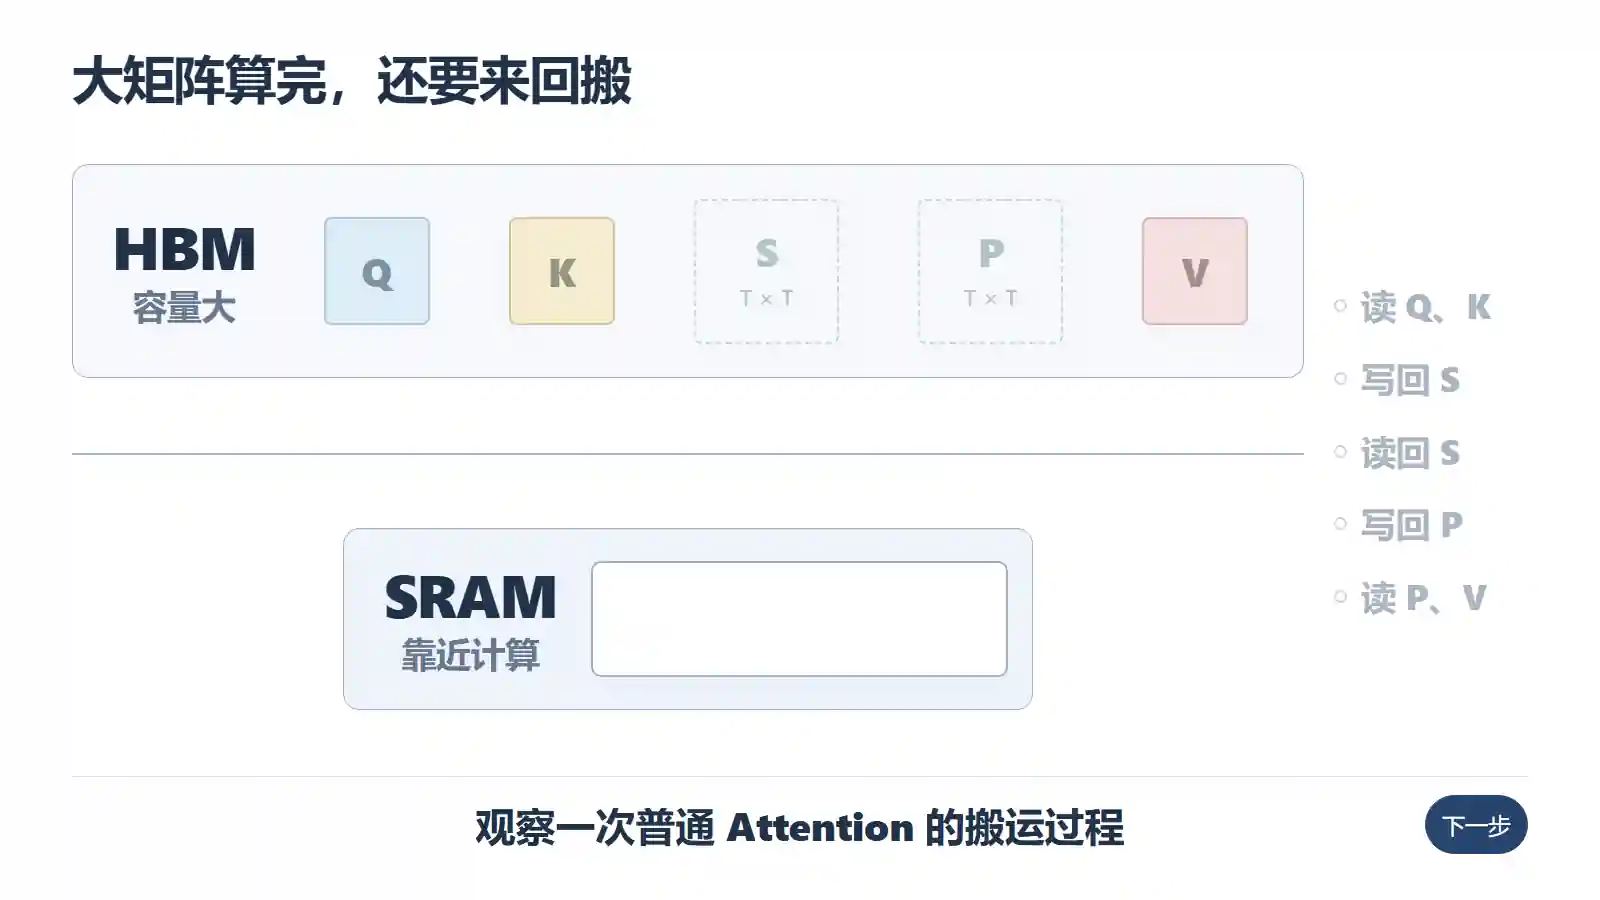 大矩阵算完，还要来回搬
HBM
容量大
Q
K
S
T × T
P
T × T
V
读 Q、K
写回 S
读回 S
写回 P
读 P、V
SRAM
靠近计算
观察一次普通 Attention 的搬运过程
下一步